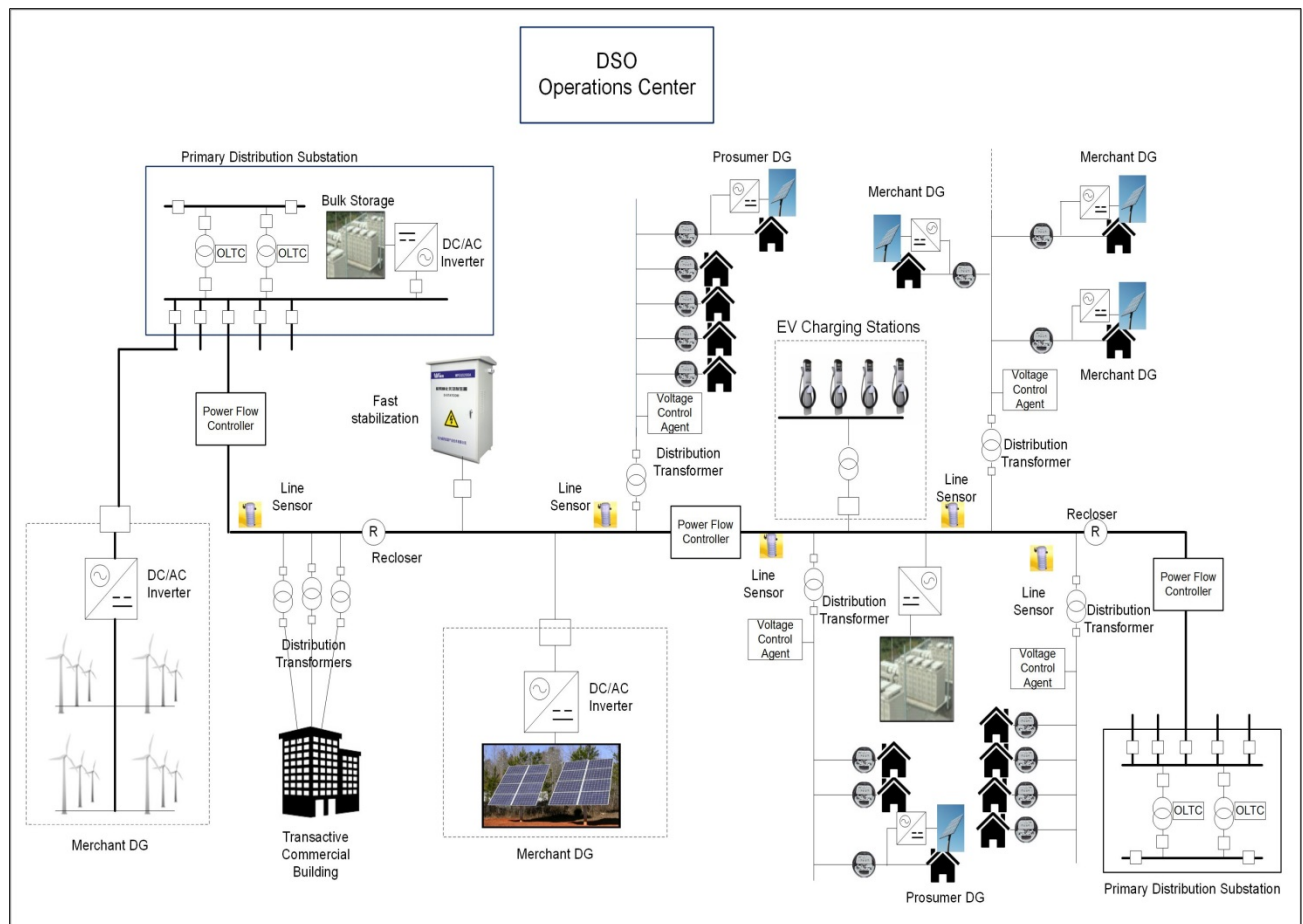 DSO
Operations Center
Primary Distribution Substation
Bulk Storage
OLTC
OLTC
DC/AC
Inverter
Prosumer DG
Merchant DG
Merchant DG
Merchant DG
EV Charging Stations
Voltage
Control
Agent
Voltage
Control
Agent
Fast
stabilization
Power Flow
Controller
Distribution
Transformer
Distribution
Transformer
Line
Sensor
Line
Sensor
Line
Sensor
R
Recloser
Power Flow
Controller
Recloser
R
Line
Sensor
Line
Sensor
Power Flow
Controller
DC/AC
Inverter
Distribution
Transformers
Distribution
Transformer
Distribution
Transformer
Voltage
Control
Agent
Voltage
Control
Agent
DC/AC
Inverter
OLTC
OLTC
Merchant DG
Transactive
Commercial
Building
Merchant DG
Prosumer DG
Primary Distribution Substation